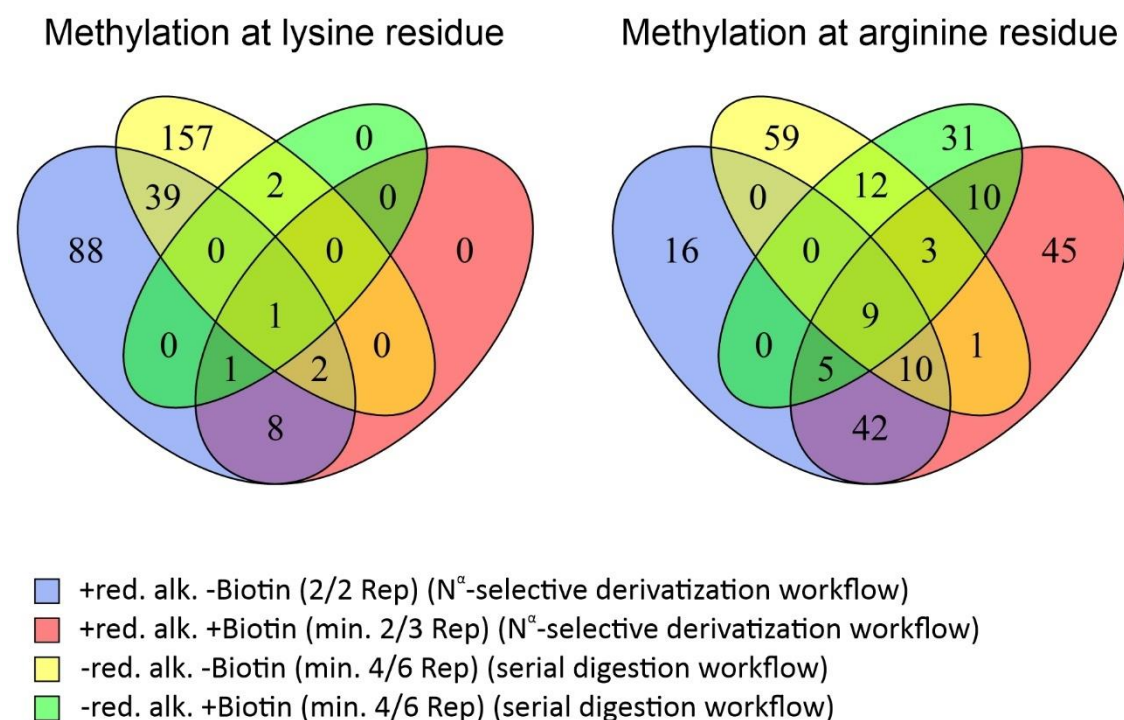 Methylation at lysine residue
Methylation at arginine residue
157 0
39 2 0
88 0 0 0
1
0 1 2 0
8
59 31
0 12 10
16 0 3 45
9
0 5 10 1
42
+red. alk. -Biotin (2/2 Rep) (Nᵅ-selective derivatization workflow)
+red. alk. +Biotin (min. 2/3 Rep) (Nᵅ-selective derivatization workflow)
-red. alk. -Biotin (min. 4/6 Rep) (serial digestion workflow)
-red. alk. +Biotin (min. 4/6 Rep) (serial digestion workflow)